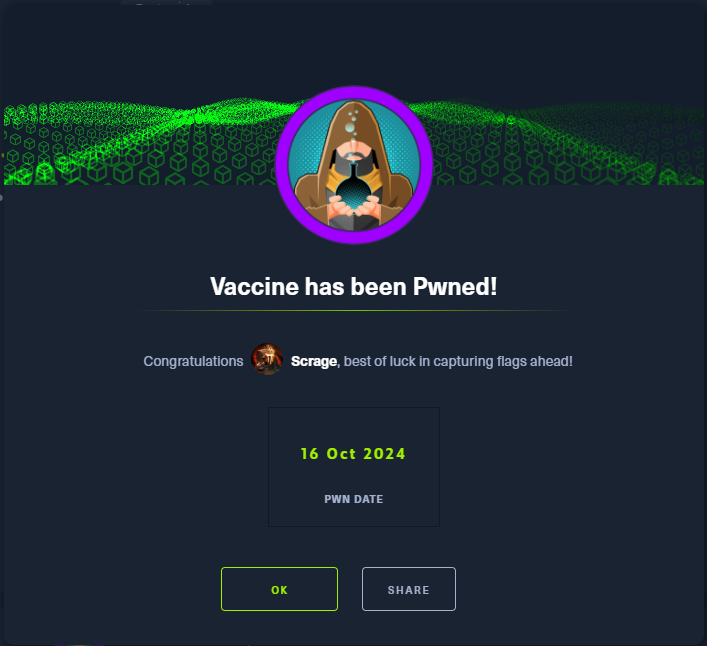 Vaccine has been Pwned!
Congratulations Scrage, best of luck in capturing flags ahead!
16 Oct 2024
PWN DATE
OK SHARE